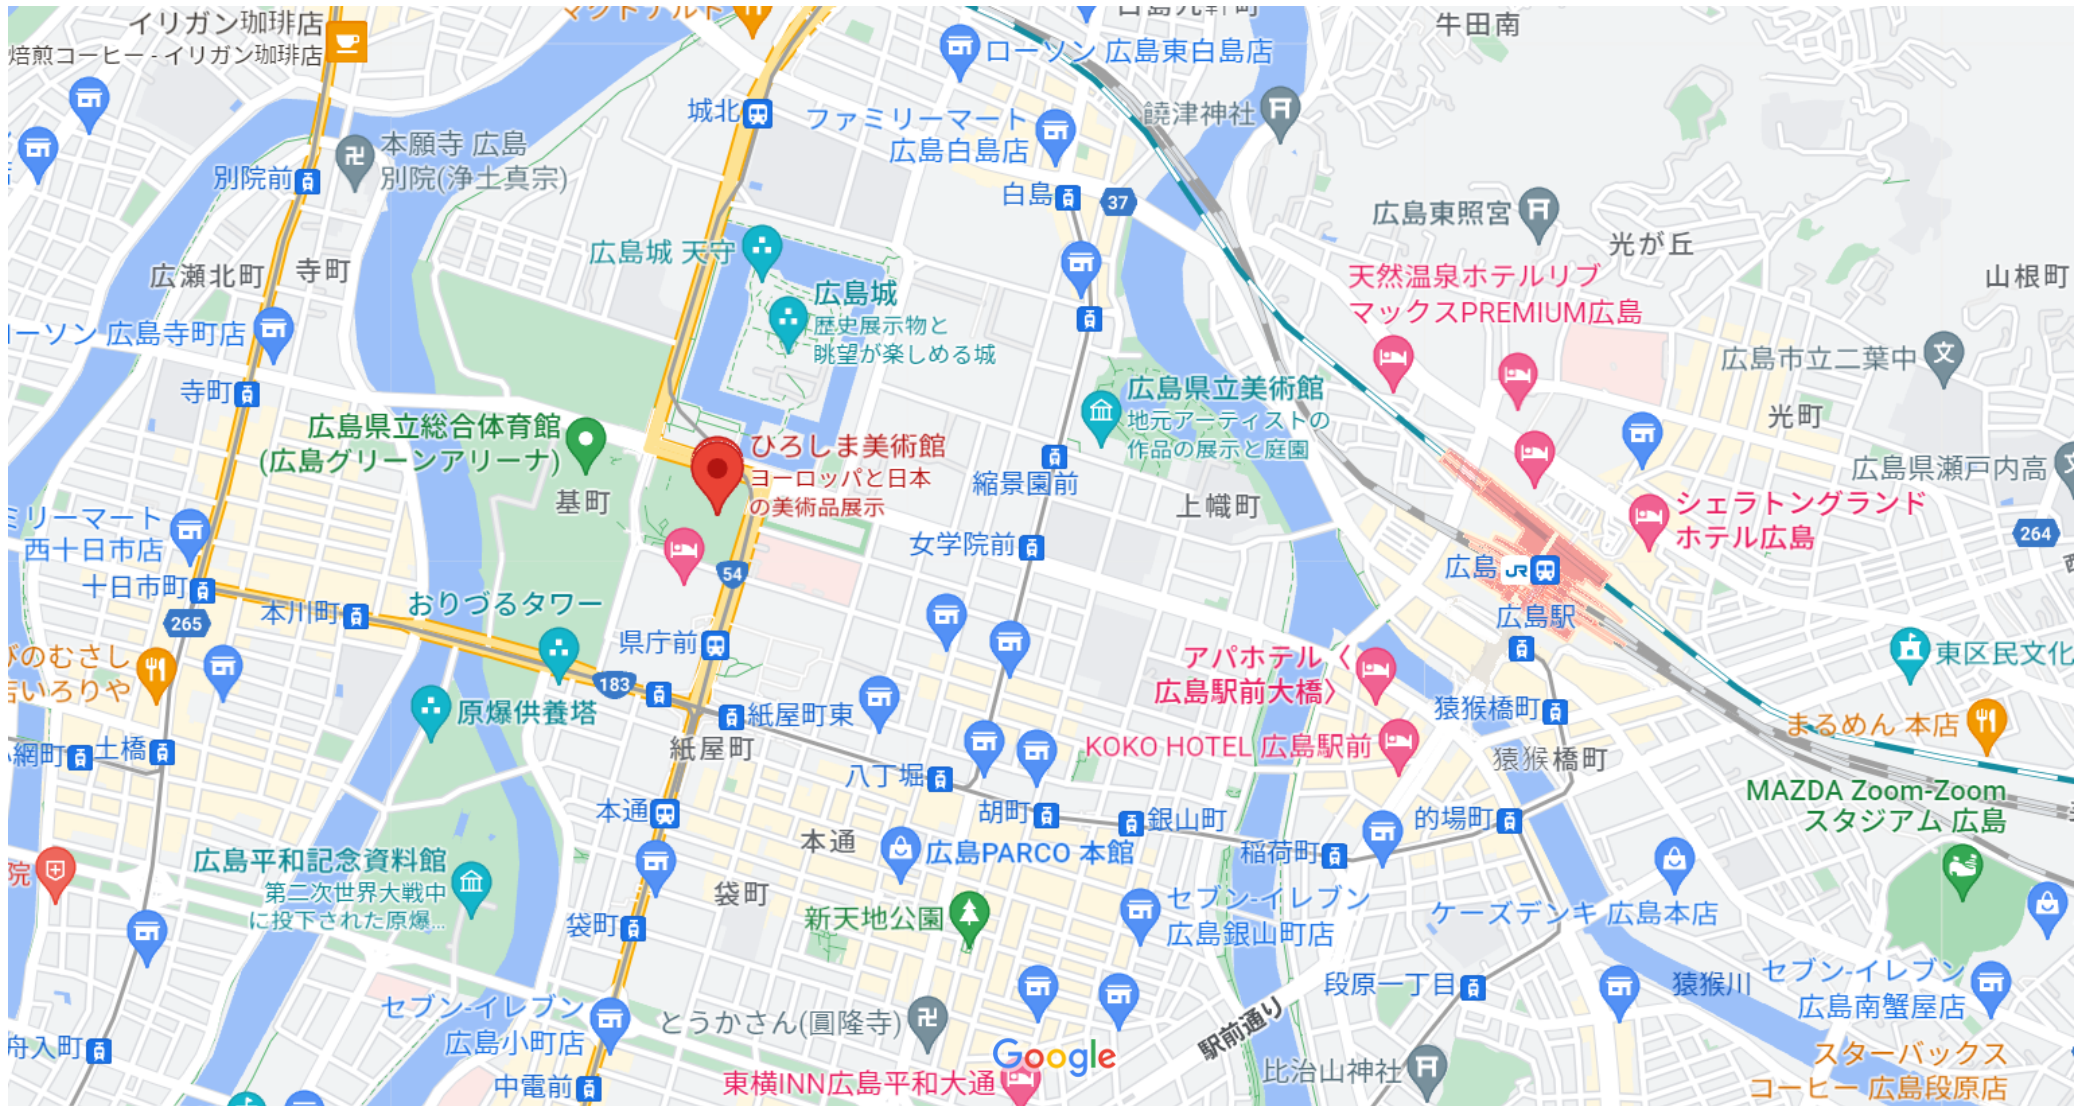 イリガン珈琲店
焙煎コーヒー - イリガン珈琲店
マクドナルド
ローソン 広島東白島店
白島九軒町
牛田南
城北
ファミリーマート
広島白島店
饒津神社
本願寺 広島
別院(浄土真宗)
別院前
白島
37
広島東照宮
光が丘
広島城 天守
広瀬北町
寺町
天然温泉ホテルリブ
マックスPREMIUM広島
山根町
広島城
歴史展示物と
眺望が楽しめる城
ーソン 広島寺町店
広島市立二葉中
寺町
広島県立美術館
地元アーティストの
作品の展示と庭園
光町
広島県立総合体育館
(広島グリーンアリーナ)
ひろしま美術館
ヨーロッパと日本
の美術品展示
広島県瀬戸内高
縮景園前
基町
上幟町
シェラトングランド
ホテル広島
ミリーマート
西十日市店
264
女学院前
54
広島
JR
十日市町
本川町
おりづるタワー
265
広島駅
県庁前
びのむさし
店いろりや
アパホテル〈
広島駅前大橋〉
東区民文化
183
原爆供養塔
紙屋町東
猿猴橋町
まるめん 本店
小網町
土橋
紙屋町
KOKO HOTEL 広島駅前
猿猴橋町
八丁堀
MAZDA Zoom-Zoom
スタジアム 広島
本通
胡町
銀山町
的場町
本通
広島PARCO 本館
稲荷町
広島平和記念資料館
第二次世界大戦中
に投下された原爆...
院
袋町
セブン-イレブン
広島銀山町店
ケーズデンキ 広島本店
新天地公園
袋町
段原一丁目
猿猴川
セブン-イレブン
広島南蟹屋店
セブン-イレブン
広島小町店
とうかさん(圓隆寺)
駅前通り
Google
舟入町
中電前
東横INN広島平和大通
比治山神社
スターバックス
コーヒー 広島段原店